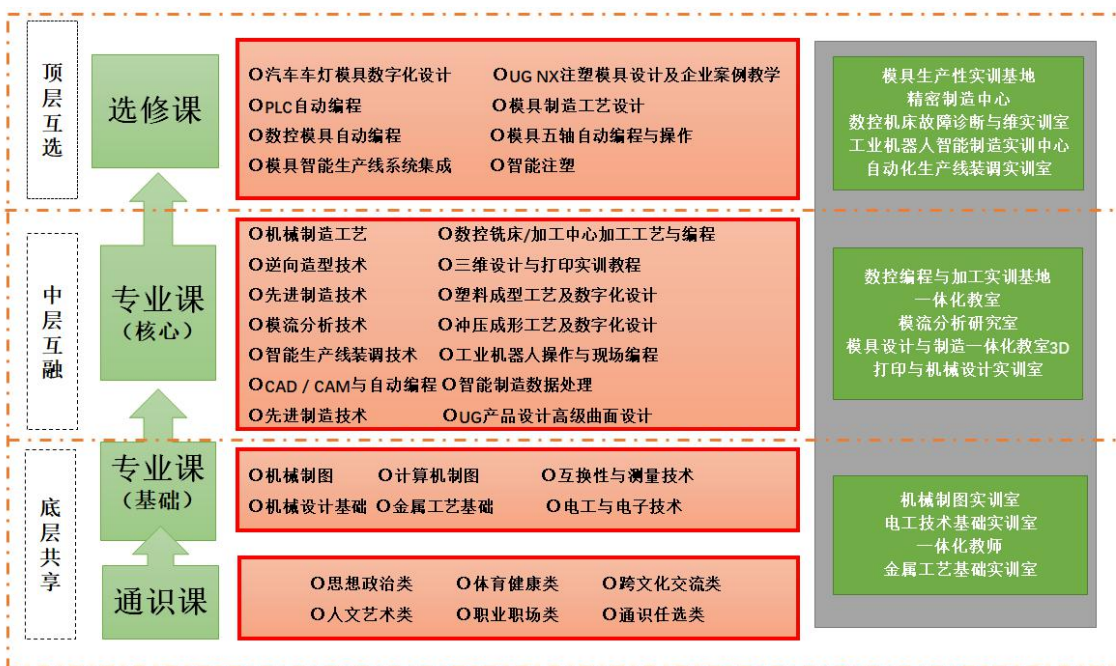 顶层互选
选修课
O汽车车灯模具数字化设计 OUG NX注塑模具设计及企业案例教学
OPLC自动编程 O模具制造工艺设计
O数控模具自动编程 O模具五轴自动编程与操作
O模具智能生产线系统集成 O智能注塑
模具生产性实训基地
精密制造中心
数控机床故障诊断与维实训室
工业机器人智能制造实训中心
自动化生产线装调实训室
中层互融
专业课
（核心）
O机械制造工艺 O数控铣床/加工中心加工工艺与编程
O逆向造型技术 O三维设计与打印实训教程
O先进制造技术 O塑料成型工艺及数字化设计
O模流分析技术 O冲压成形工艺及数字化设计
O智能生产线装调技术 O工业机器人操作与现场编程
OCAD / CAM与自动编程 O智能制造数据处理
O先进制造技术 OUG产品设计高级曲面设计
数控编程与加工实训基地
一体化教室
模流分析研究室
模具设计与制造一体化教室3D
打印与机械设计实训室
底层共享
专业课
（基础）
O机械制图 O计算机制图 O互换性与测量技术
O机械设计基础 O金属工艺基础 O电工与电子技术
通识课
O思想政治类 O体育健康类 O跨文化交流类
O人文艺术类 O职业职场类 O通识任选类
机械制图实训室
电工技术基础实训室
一体化教师
金属工艺基础实训室